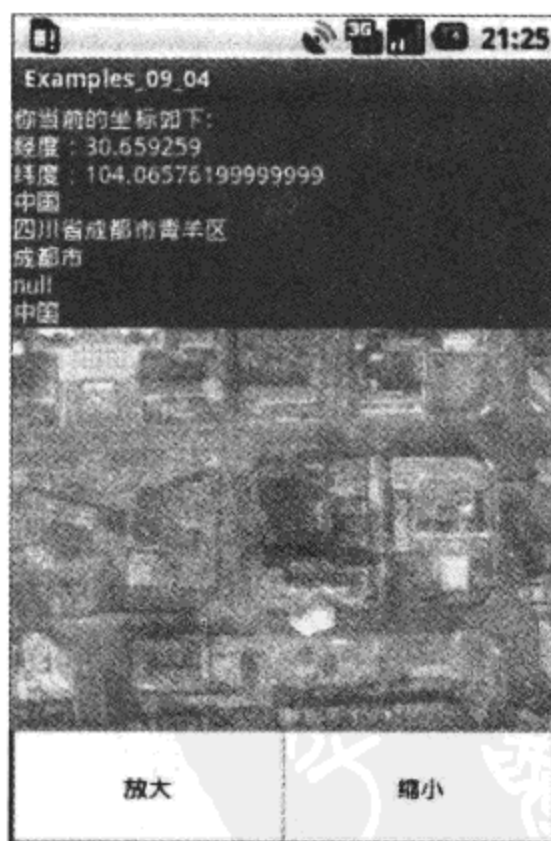 3G 21:25
Examples_09_04
你当前的坐标如下:
经度：30.659259
纬度：104.06576199999999
中国
四川省成都市青羊区
成都市
null
中国
放大 缩小